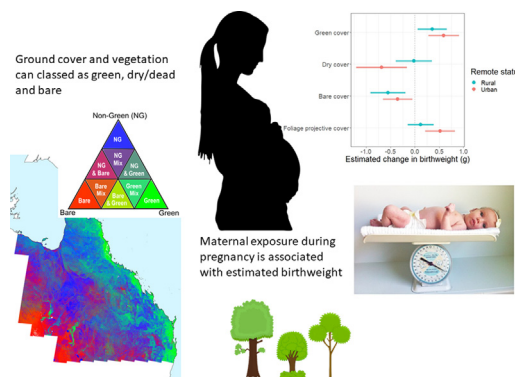 Ground cover and vegetation
can classed as green, dry/dead
and bare
Non-Green (NG)
NG
NG
& Bare
NG
Mix
NG
& Green
Bare
Bare
Mix
Bare
& Green
Green
Mix
Green
Bare
Green
Maternal exposure during
pregnancy is associated
with estimated birthweight
Green cover
Dry cover
Bare cover
Foliage projective cover
-1.0
-0.5
0.0
0.5
1.0
Estimated change in birthweight (g)
Remote statu
Rural
Urban